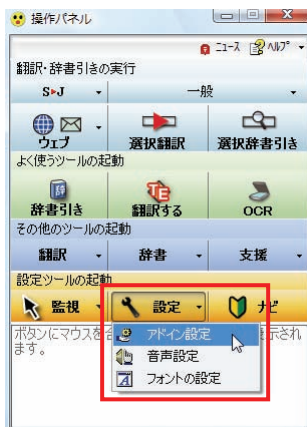 操作パネル
ニュース ヘルプ
翻訳・辞書引きの実行
S▸J 一般
ウェブ 選択翻訳 選択辞書引き
よく使うツールの起動
辞書引き 翻訳する OCR
その他のツールの起動
翻訳 辞書 支援
設定ツールの起動
監視 設定 ナビ
ボタンにマウスを合
示され
ます。
アドイン設定
音声設定
フォントの設定